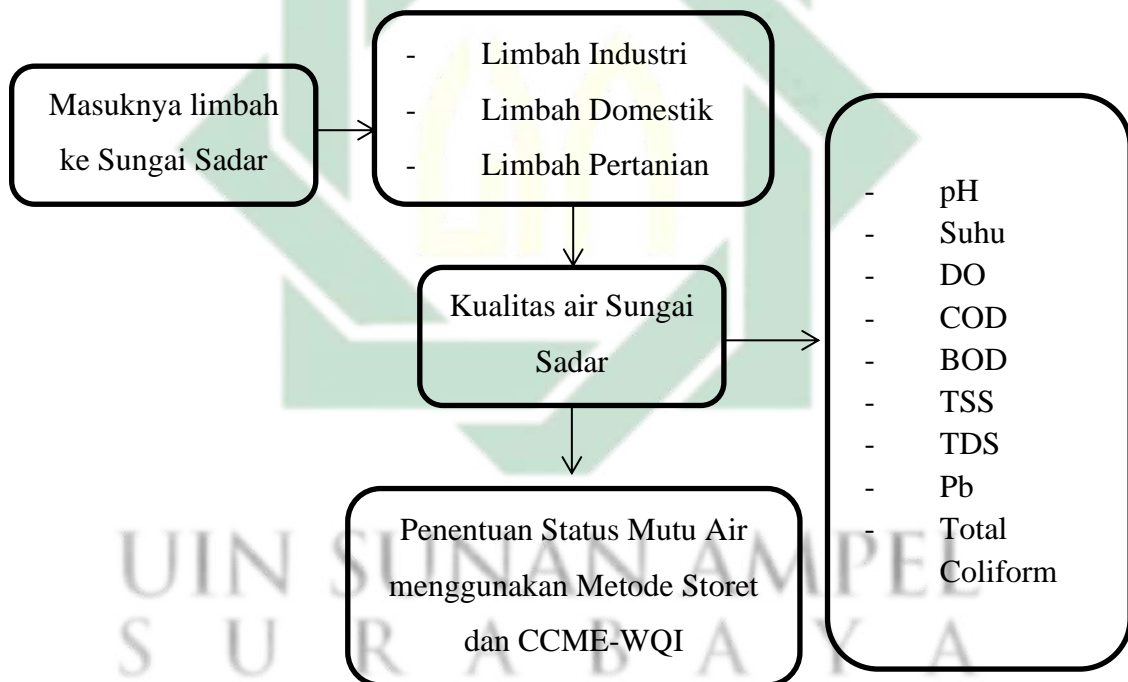 Masuknya limbah
ke Sungai Sadar
- Limbah Industri
- Limbah Domestik
- Limbah Pertanian
Kualitas air Sungai
Sadar
- pH
- Suhu
- DO
- COD
- BOD
- TSS
- TDS
- Pb
- Total
Coliform
Penentuan Status Mutu Air
menggunakan Metode Storet
dan CCME-WQI
UIN SUNAN AMPEL
SURABAYA